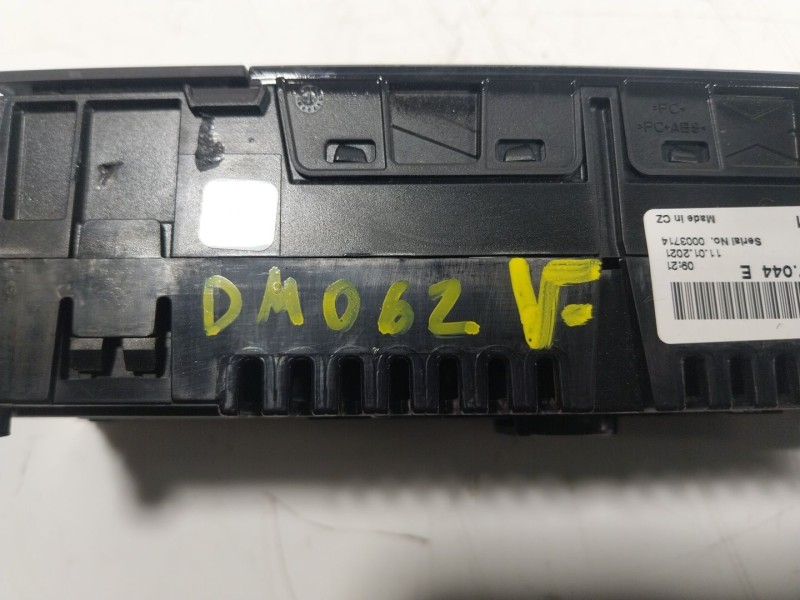 >PC<
>PC+ABS<
Made in CZ
Serial No. 0003714
11.01.2021
09:21
.044 E
DM062 V-